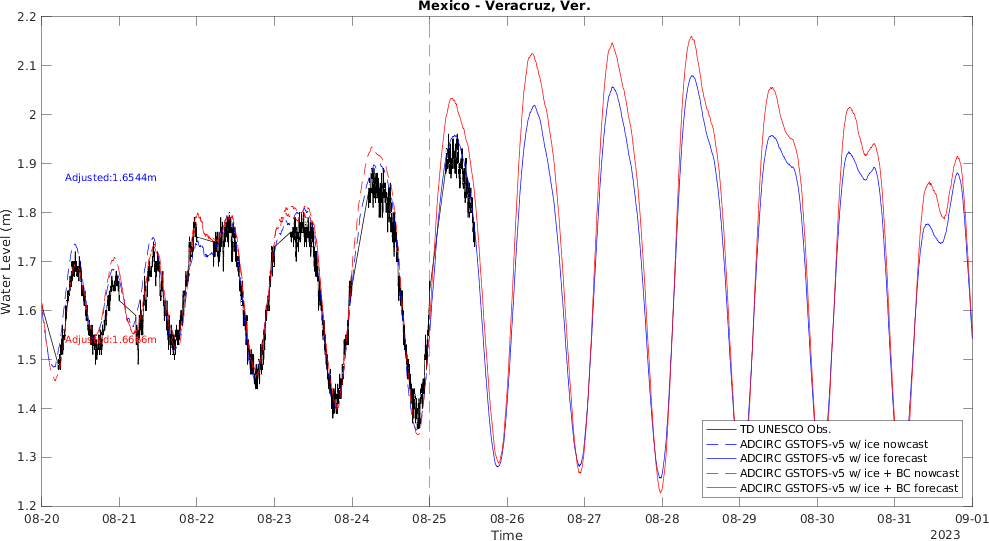 Mexico - Veracruz, Ver.
2.2
2.1
2
1.9
1.8
1.7
1.6
1.5
1.4
1.3
1.2
Water Level (m)
Adjusted:1.6544m
Adjusted:1.6666m
TD UNESCO Obs.
ADCIRC GSTOFS-v5 w/ ice nowcast
ADCIRC GSTOFS-v5 w/ ice forecast
ADCIRC GSTOFS-v5 w/ ice + BC nowcast
ADCIRC GSTOFS-v5 w/ ice + BC forecast
08-20 08-21 08-22 08-23 08-24 08-25 08-26 08-27 08-28 08-29 08-30 08-31 09-01
Time
2023